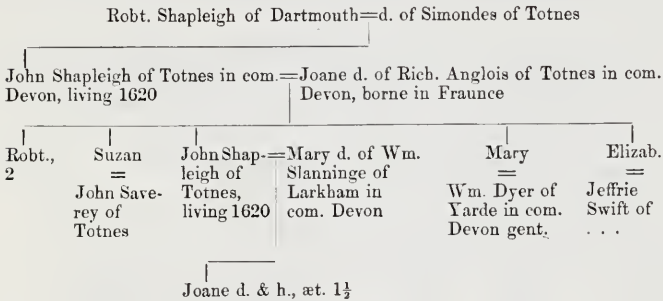 Robt. Shapleigh of Dartmouth=d. of Simondes of Totnes
John Shapleigh of Totnes in com.=Joane d. of Rich. Anglois of Totnes in com.
Devon, living 1620
Devon, borne in Fraunce
Robt.,
2
Suzan
=
John Save-
rey of
Totnes
John Shap-=Mary d. of Wm.
leigh of
Totnes,
living 1620
Slanninge of
Larkham in
com. Devon
Mary
=
Wm. Dyer of
Yarde in com.
Devon gent.
Elizab.
=
Jeffrie
Swift of
. . .
Joane d. & h., æt. 1½